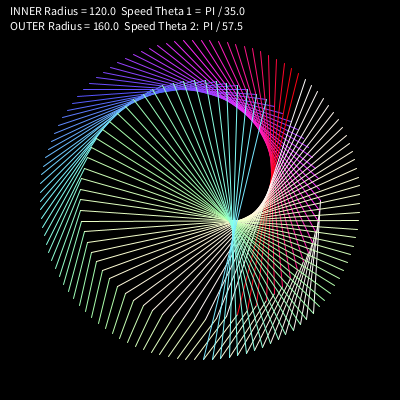 INNER Radius = 120.0 Speed Theta 1 = PI / 35.0
OUTER Radius = 160.0 Speed Theta 2: PI / 57.5